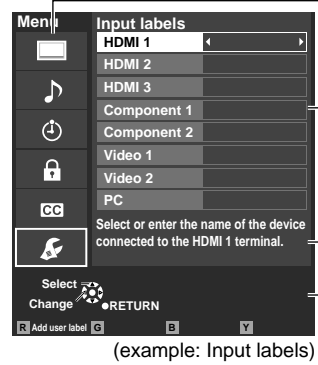 Menu
Input labels
HDMI 1
HDMI 2
HDMI 3
Component 1
Component 2
Video 1
Video 2
PC
CC
Select or enter the name of the device
connected to the HDMI 1 terminal.
Select
Change
RETURN
R Add user label G B Y
(example: Input labels)